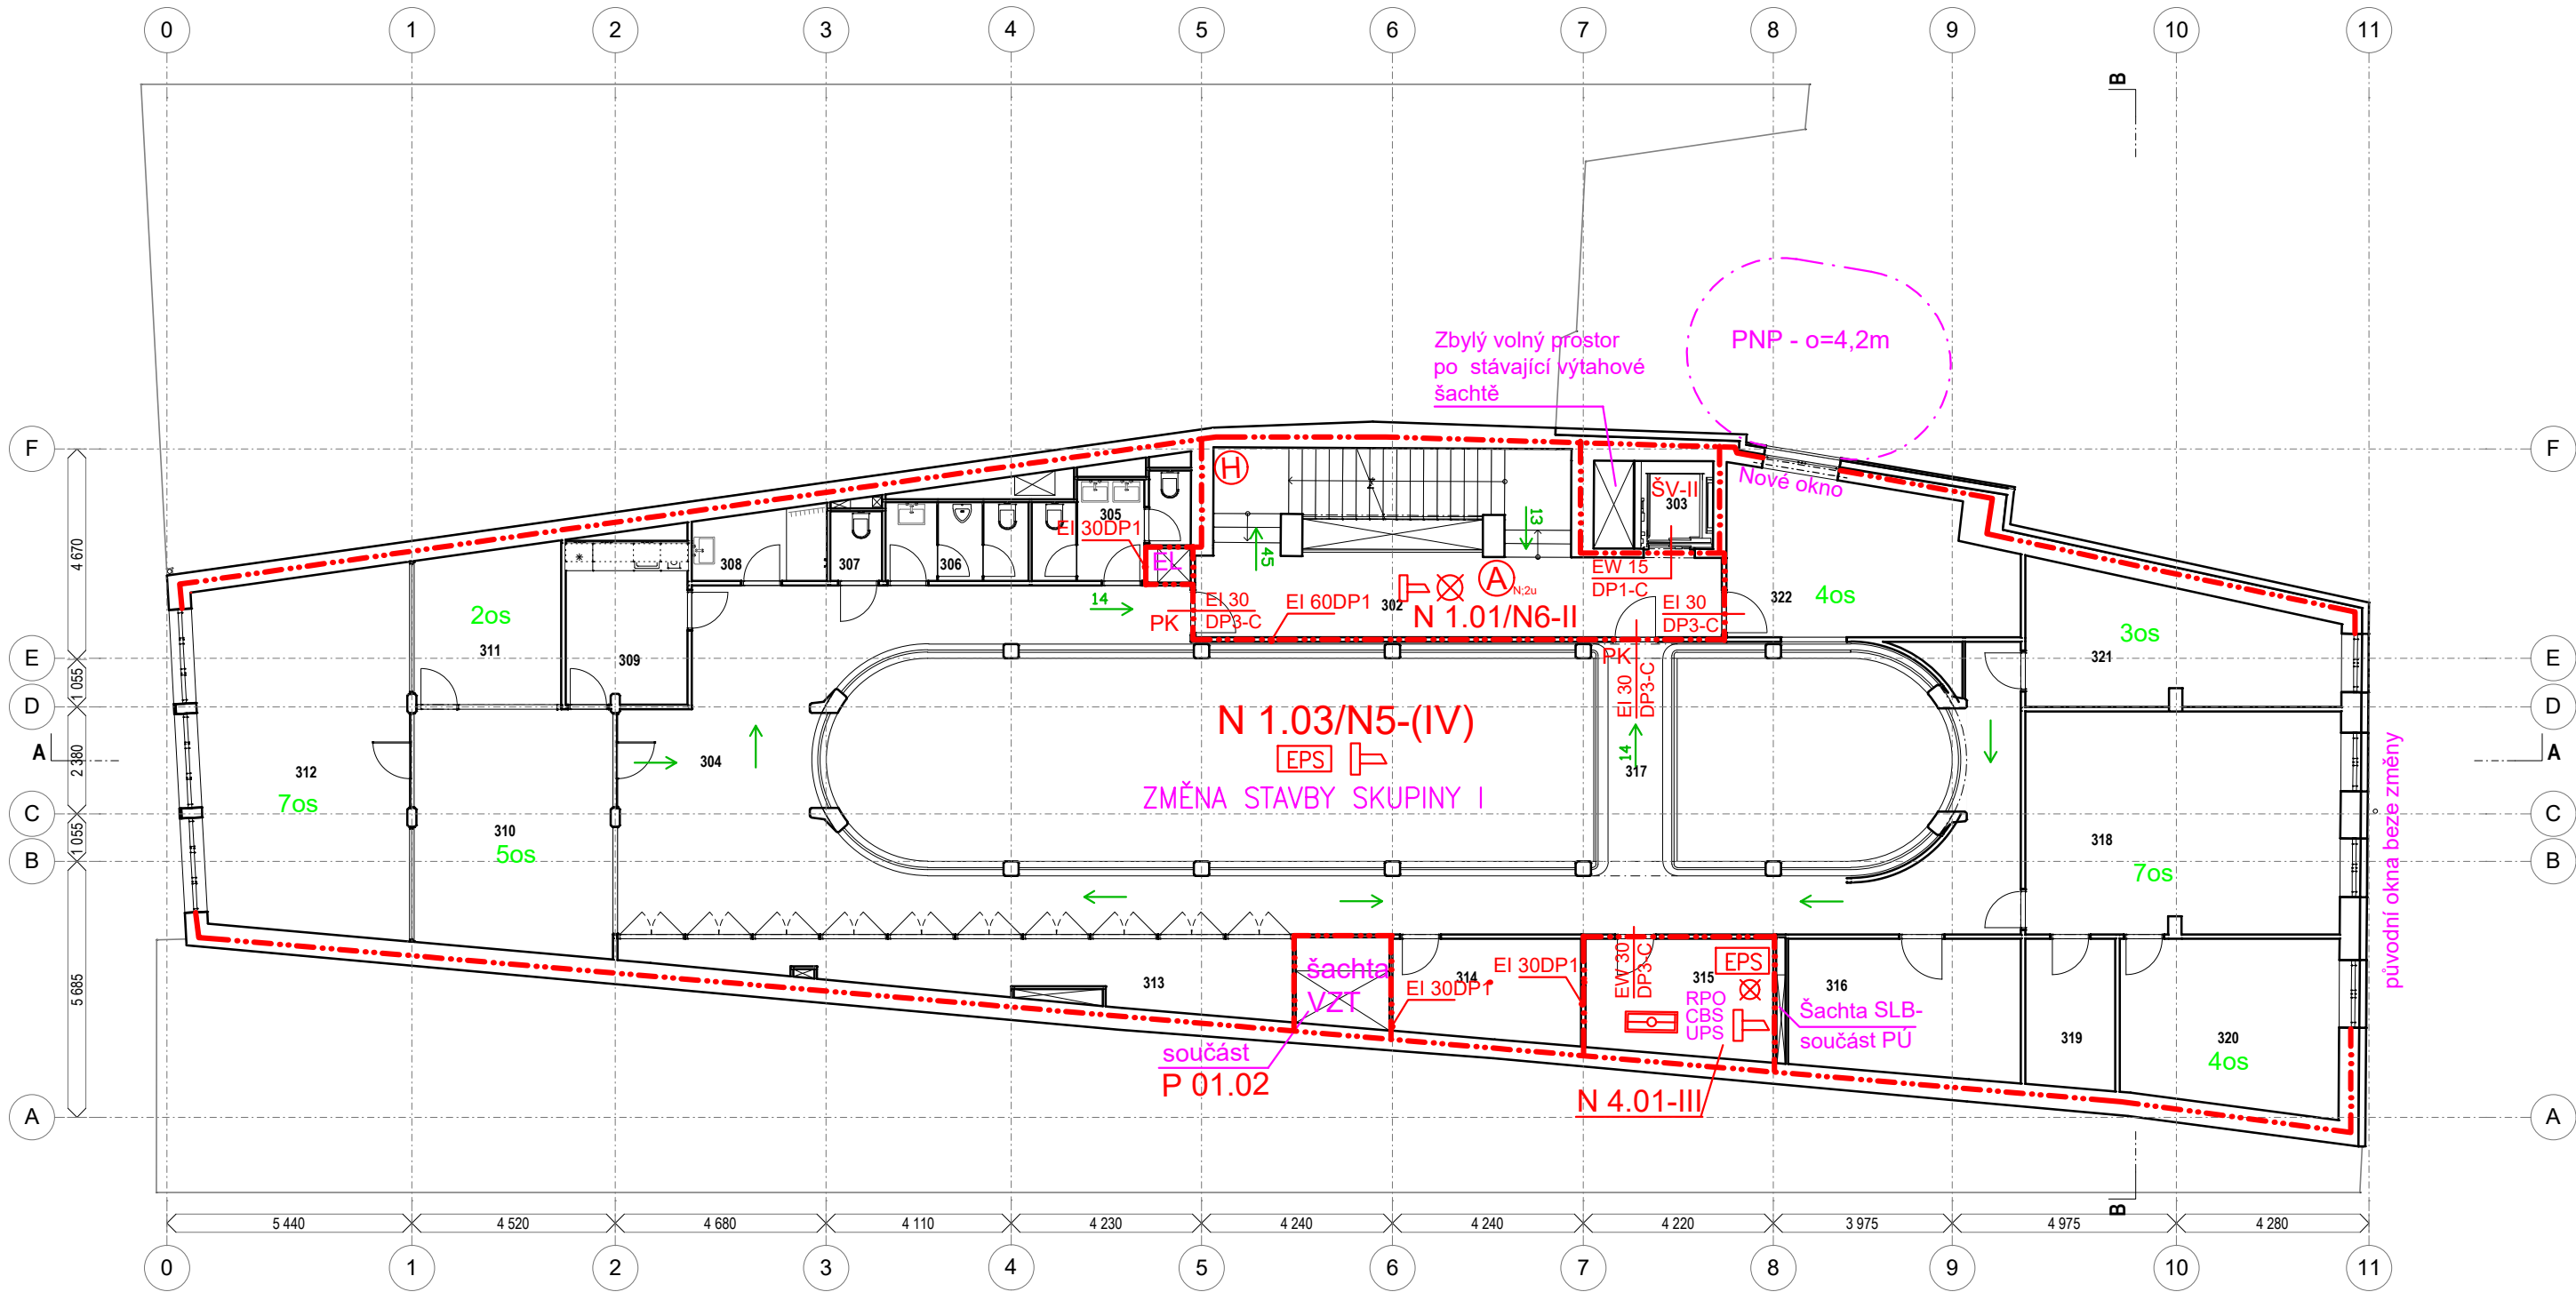 0 1 2 3 4 5 6 7 8 9 10 11
B
Zbylý volný prostor
po stávající výtahové
šachtě
PNP - o=4,2m
F
F
H
ŠV-II
303
Nové okno
305
EI 30DP1
EL
308
307
306
45
13
A
N;2u
302
N 1.01/N6-II
EW 15
DP1-C
EI 30
DP3-C
322
4os
14
PK
EI 30
DP3-C
EI 60DP1
2os
311
309
3os
321
E
E
PK
EI 30
DP3-C
D
D
N 1.03/N5-(IV)
EPS
A
A
304
312
7os
14
317
ZMĚNA STAVBY SKUPINY I
C
C
310
5os
318
7os
B
B
původní okna beze změny
4 670
1 055
2 380
1 055
5 685
313
šachta
VZT
314
EI 30DP1
EI 30DP1
EW 30
DP3-C
315
EPS
RPO
CBS
UPS
316
Šachta SLB-
součást PÚ
319
320
4os
součást
P 01.02
N 4.01-III
A
A
B
5 440 4 520 4 680 4 110 4 230 4 240 4 240 4 220 3 975 4 975 4 280
0 1 2 3 4 5 6 7 8 9 10 11